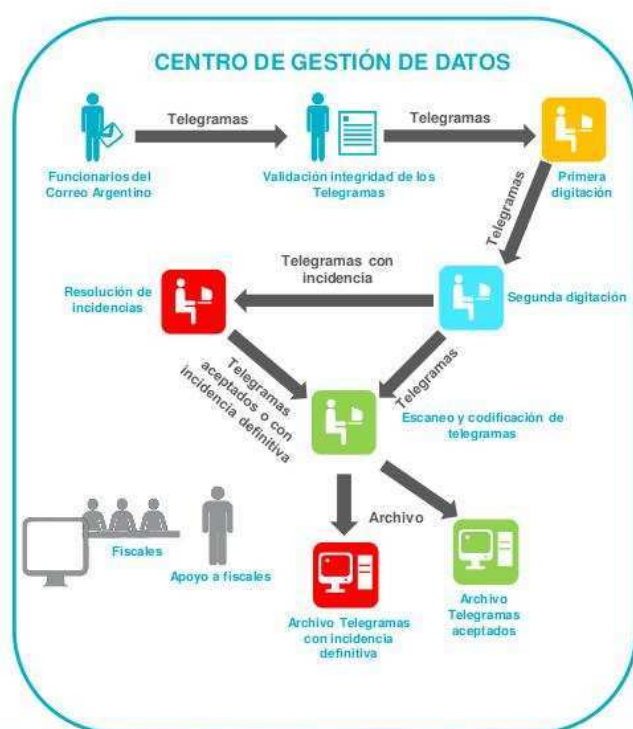 CENTRO DE GESTIÓN DE DATOS
Telegramas
Telegramas
Funcionarios del
Correo Argentino
Validación integridad de los
Telegramas
Primera
digitación
Telegramas
Telegramas con
incidencia
Resolución de
incidencias
Segunda digitación
Telegramas
aceptados o con
incidencia definitiva
Telegramas
Escaneo y codificación de
telegramas
Archivo
Fiscales
Apoyo a fiscales
Archivo Telegramas
con incidencia
definitiva
Archivo
Telegramas
aceptados